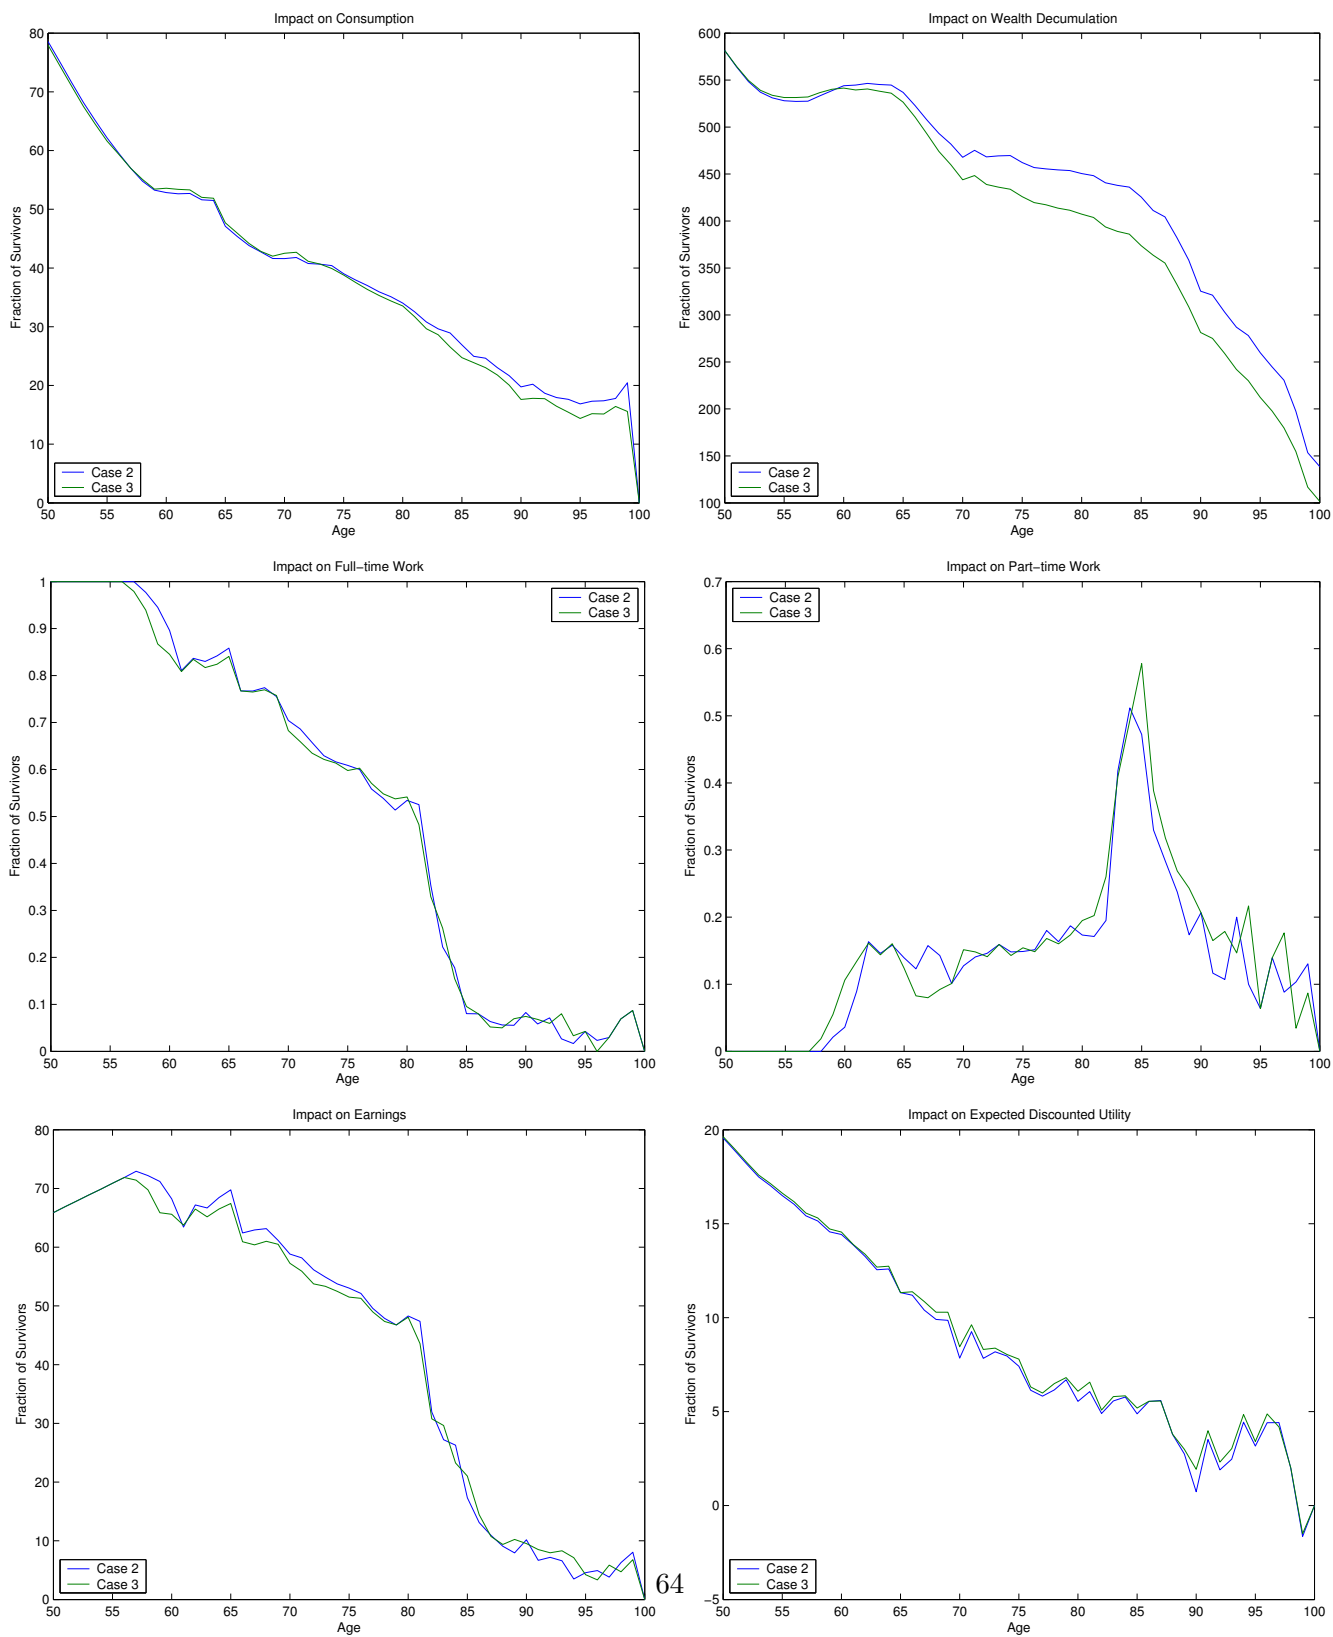 Impact on Consumption
80
70
60
50
40
30
20
10
0
Fraction of Survivors
Case 2
Case 3
50 55 60 65 70 75 80 85 90 95 100
Age
Impact on Wealth Decumulation
600
550
500
450
400
350
300
250
200
150
100
Fraction of Survivors
Case 2
Case 3
50 55 60 65 70 75 80 85 90 95 100
Age
Impact on Full−time Work
1
0.9
0.8
0.7
0.6
0.5
0.4
0.3
0.2
0.1
0
Fraction of Survivors
Case 2
Case 3
50 55 60 65 70 75 80 85 90 95 100
Age
Impact on Part−time Work
0.7
0.6
0.5
0.4
0.3
0.2
0.1
0
Fraction of Survivors
Case 2
Case 3
50 55 60 65 70 75 80 85 90 95 100
Age
Impact on Earnings
80
70
60
50
40
30
20
10
0
Fraction of Survivors
Case 2
Case 3
50 55 60 65 70 75 80 85 90 95 100
Age
Impact on Expected Discounted Utility
20
15
10
5
0
−5
Fraction of Survivors
Case 2
Case 3
50 55 60 65 70 75 80 85 90 95 100
Age
64